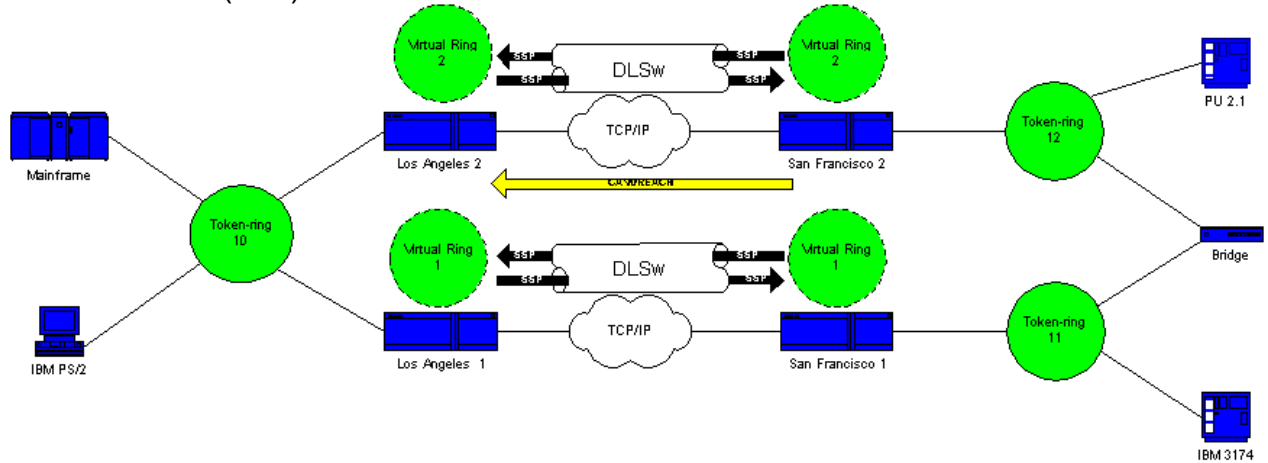 Virtual Ring
2
SSP
SSP
DLSw
SSP
SSP
Virtual Ring
2
PU 2.1
Mainframe
Los Angeles 2
TCP/IP
San Francisco 2
Token-ring
12
CANUREACH
Token-ring
10
Virtual Ring
1
SSP
SSP
DLSw
SSP
SSP
Virtual Ring
1
Bridge
IBM PS/2
Los Angeles 1
TCP/IP
San Francisco 1
Token-ring
11
IBM 3174